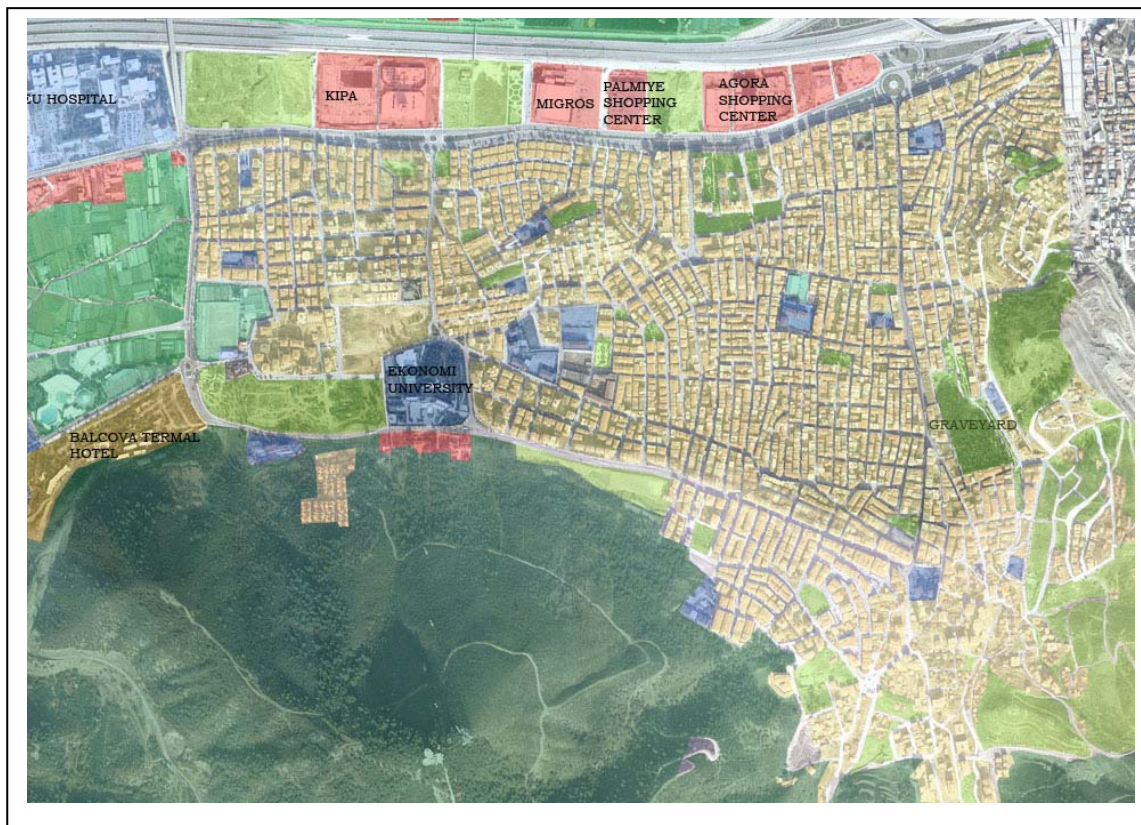 EU HOSPITAL
KIPA
MIGROS
PALMIYE
SHOPPING
CENTER
AGORA
SHOPPING
CENTER
EKONOMI
UNIVERSITY
GRAVEYARD
BALCOVA TERMAL
HOTEL